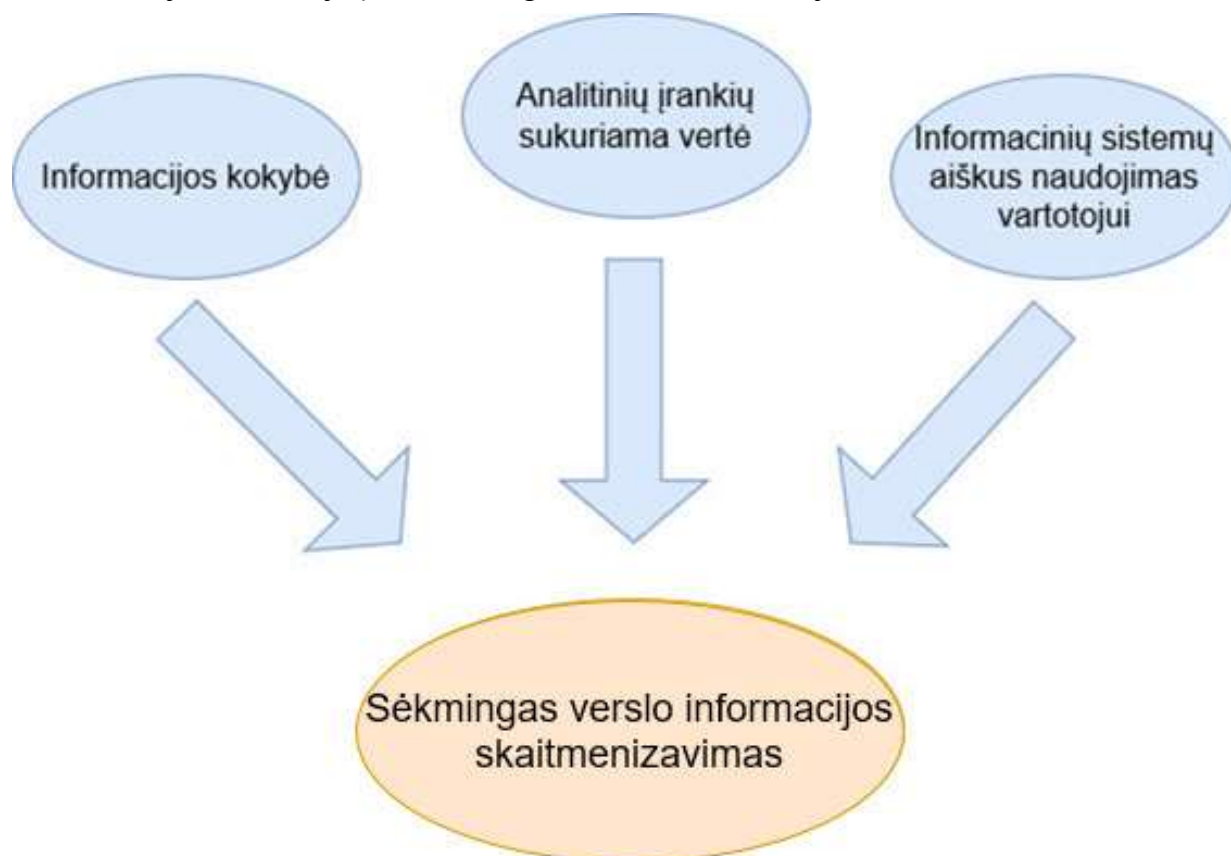 Informacijos kokybė
Analitinių įrankių
sukuriama vertė
Informacinių sistemų
aiškus naudojimas
vartotojui
Sėkmingas verslo informacijos
skaitmenizavimas